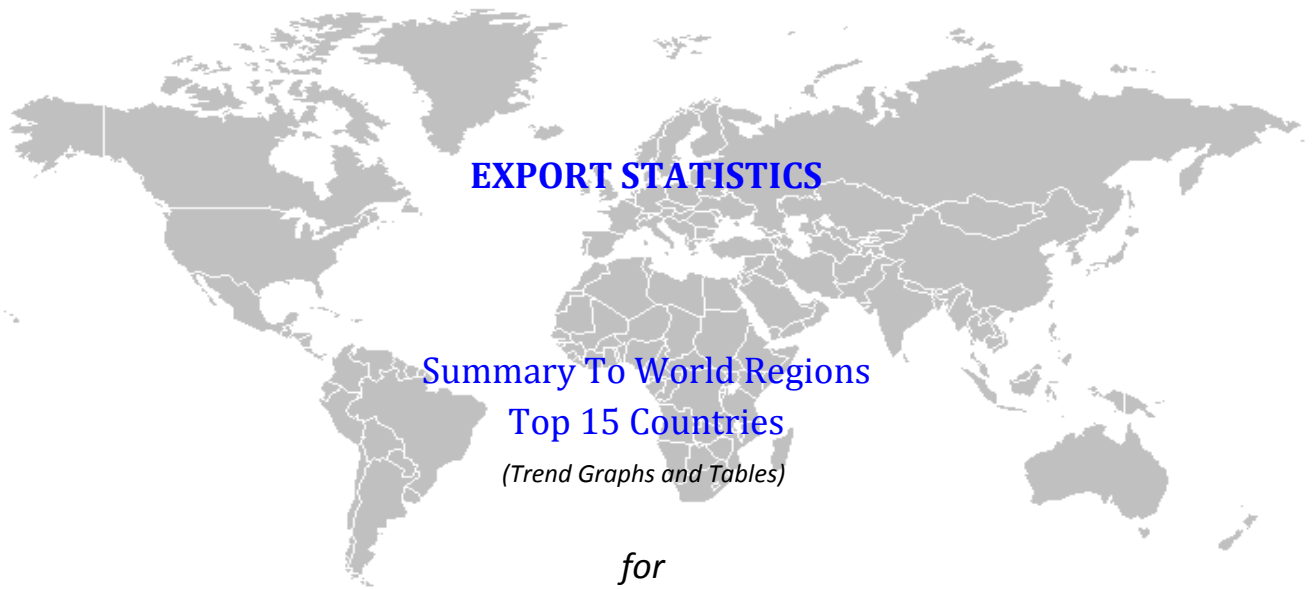 EXPORT STATISTICS
Summary To World Regions
Top 15 Countries
(Trend Graphs and Tables)
for